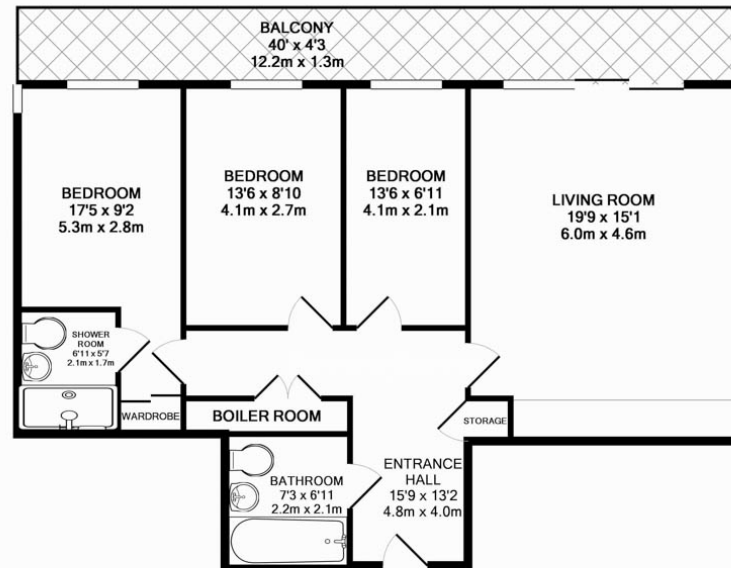 BALCONY
40' x 4'3
12.2m x 1.3m
BEDROOM
17'5 x 9'2
5.3m x 2.8m
BEDROOM
13'6 x 8'10
4.1m x 2.7m
BEDROOM
13'6 x 6'11
4.1m x 2.1m
LIVING ROOM
19'9 x 15'1
6.0m x 4.6m
SHOWER
ROOM
6'11 x 5'7
2.1m x 1.7m
WARDROBE
BOILER ROOM
STORAGE
BATHROOM
7'3 x 6'11
2.2m x 2.1m
ENTRANCE
HALL
15'9 x 13'2
4.8m x 4.0m